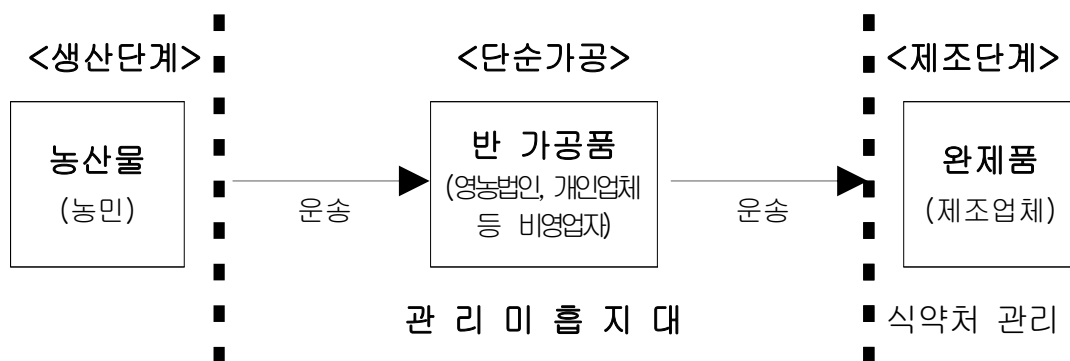 <생산단계>
<단순가공>
<제조단계>
농산물
(농민)
운송
반 가공품
(영농법인, 개인업체
등 비영업자)
운송
완제품
(제조업체)
관 리 미 흡 지 대
식약처 관리